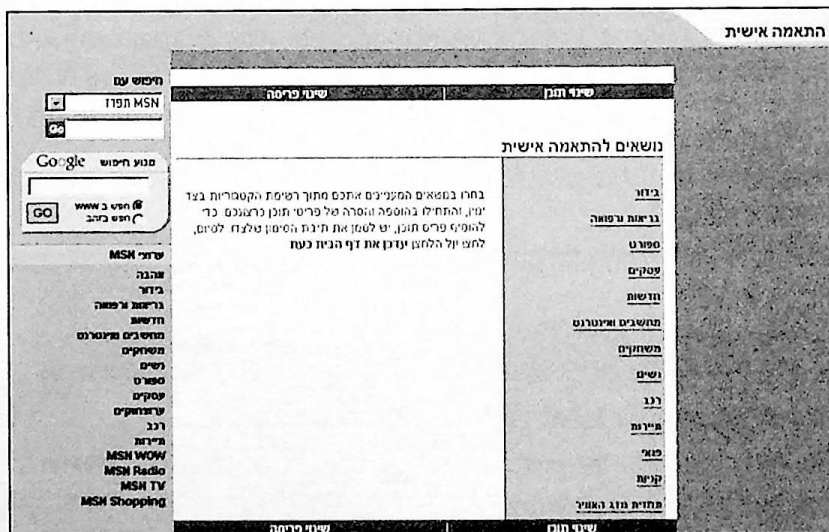 התאמה אישית
שינוי תוכן
שינוי פריסה
נושאים להתאמה אישית
בידור
בריאות ורפואה
ספורט
עסקים
חדשות
מחשבים ואינטרנט
משחקים
נשים
רכב
תיירות
פנאי
קניות
תחזית מזג האוויר
בחרו בנושאים המעניינים אתכם מתוך רשימת הקטגוריות בצד
ימין, והתחילו בהוספה והסרה של פריטי תוכן כרצונכם. כדי
להוסיף פריט תוכן, יש לסמן את תיבת הסימון שלצדו. לסיום,
לחצו על הלחצן עדכן את דף הבית כעת
שינוי תוכן
שינוי פריסה
חיפוש עם
MSN
Go
Google מנוע חיפוש
חפש ב www
חפש בזהב
GO
ערוצי MSN
אהבה
בידור
בריאות ורפואה
חדשות
מחשבים ואינטרנט
משחקים
נשים
ספורט
עסקים
ערוצחוקים
רכב
תיירות
MSN WOW
MSN Radio
MSN TV
MSN Shopping